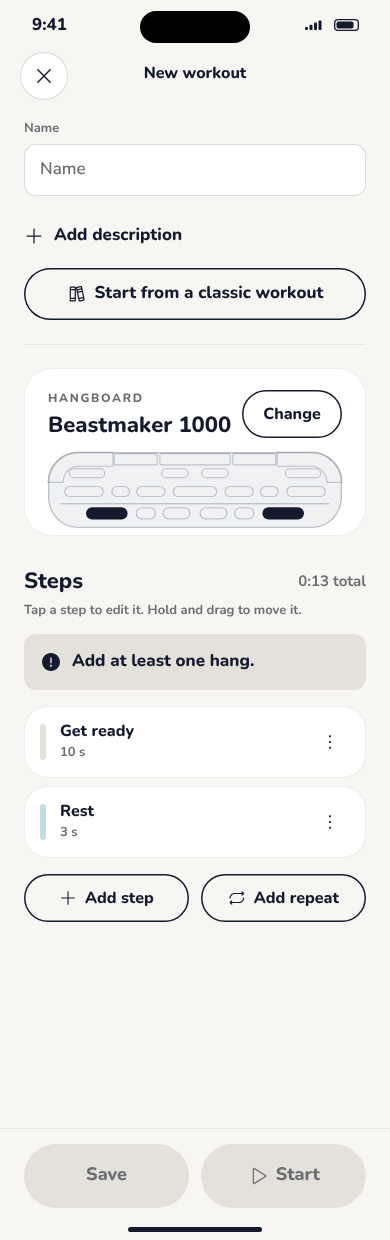 9:41
New workout
Name
Name
Add description
Start from a classic workout
HANGBOARD
Beastmaker 1000
Change
Steps
0:13 total
Tap a step to edit it. Hold and drag to move it.
Add at least one hang.
Get ready
10 s
Rest
3 s
Add step
Add repeat
Save
Start